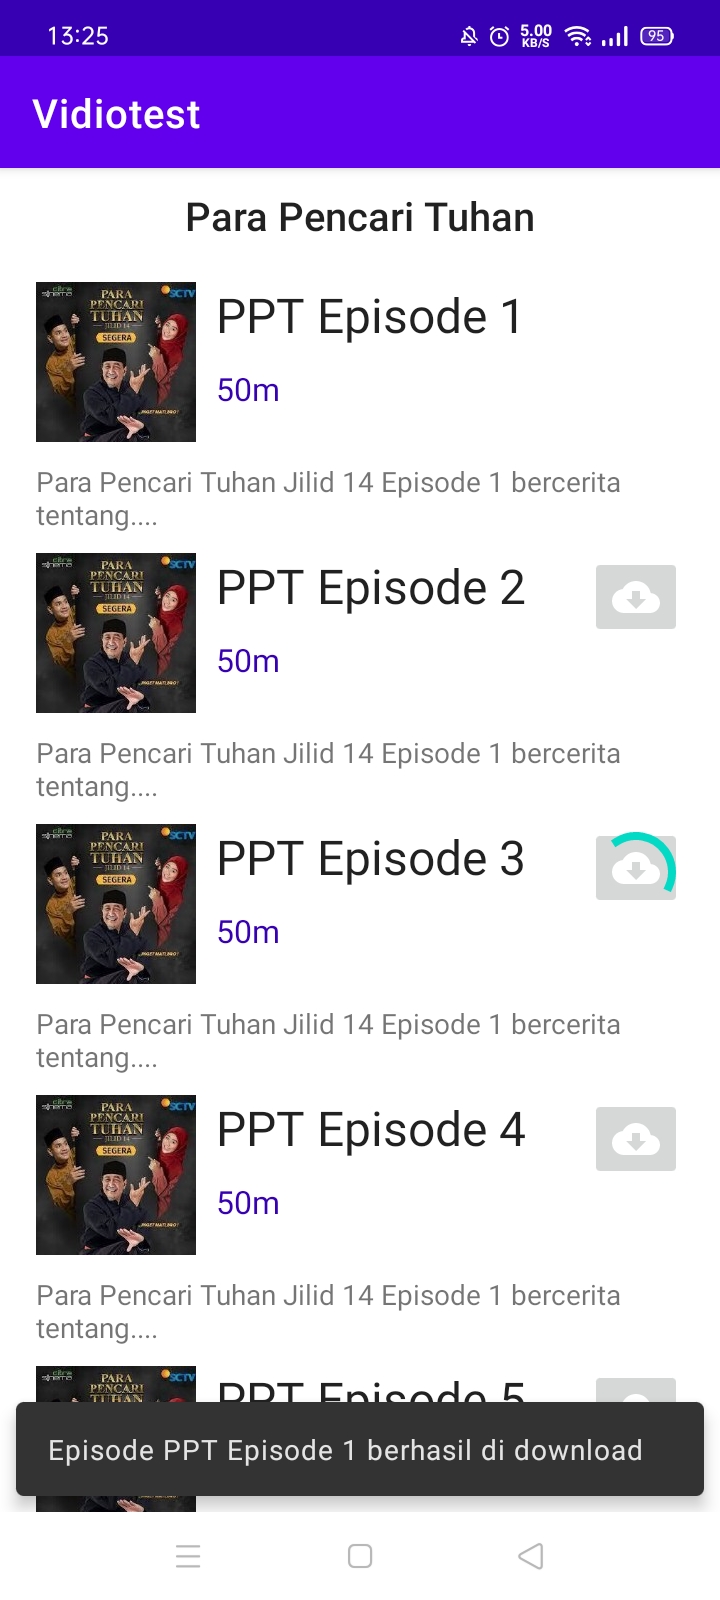 13:25
5.00
KB/S
95
Vidiotest
Para Pencari Tuhan
PARA
PENCARI
TUHAN
JILID 14
SEGERA
SCTV
PPT Episode 1
50m
Para Pencari Tuhan Jilid 14 Episode 1 bercerita
tentang....
PARA
PENCARI
TUHAN
JILID 14
SEGERA
SCTV
PPT Episode 2
50m
Para Pencari Tuhan Jilid 14 Episode 1 bercerita
tentang....
PARA
PENCARI
TUHAN
JILID 14
SEGERA
SCTV
PPT Episode 3
50m
Para Pencari Tuhan Jilid 14 Episode 1 bercerita
tentang....
PARA
PENCARI
TUHAN
JILID 14
SEGERA
SCTV
PPT Episode 4
50m
Para Pencari Tuhan Jilid 14 Episode 1 bercerita
tentang....
PARA
PENCARI
SCTV
PPT Episode 5
Episode PPT Episode 1 berhasil di download